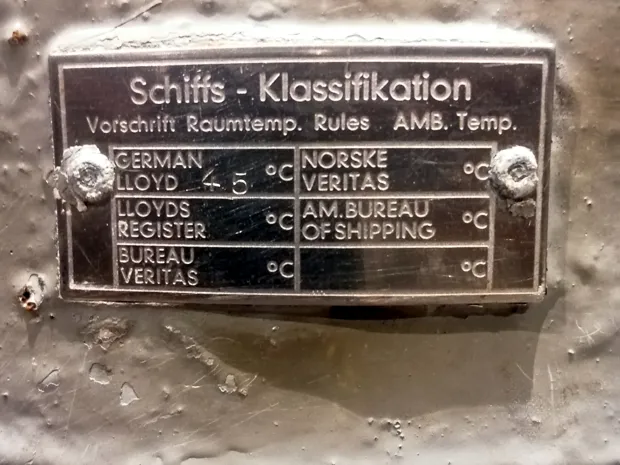 Schiffs - Klassifikation
Vorschrift Raumtemp. Rules AMB. Temp.
GERMAN LLOYD 45 °C
NORSKE VERITAS °C
LLOYDS REGISTER °C
AM.BUREAU OF SHIPPING °C
BUREAU VERITAS °C
°C